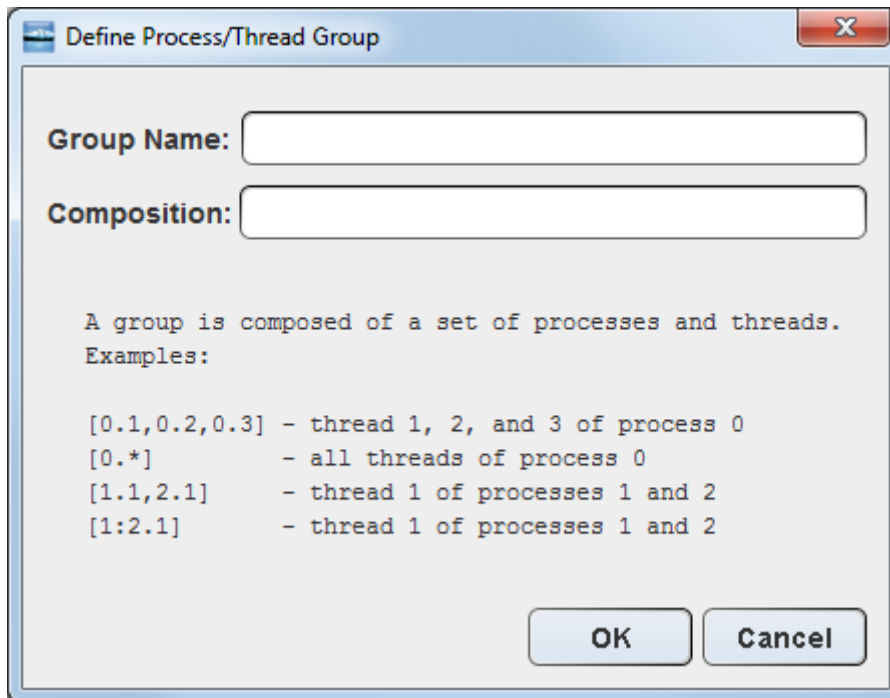 Define Process/Thread Group
Group Name:
Composition:
A group is composed of a set of processes and threads.
Examples:
[0.1,0.2,0.3] - thread 1, 2, and 3 of process 0
[0.*] - all threads of process 0
[1.1,2.1] - thread 1 of processes 1 and 2
[1:2.1] - thread 1 of processes 1 and 2
OK Cancel